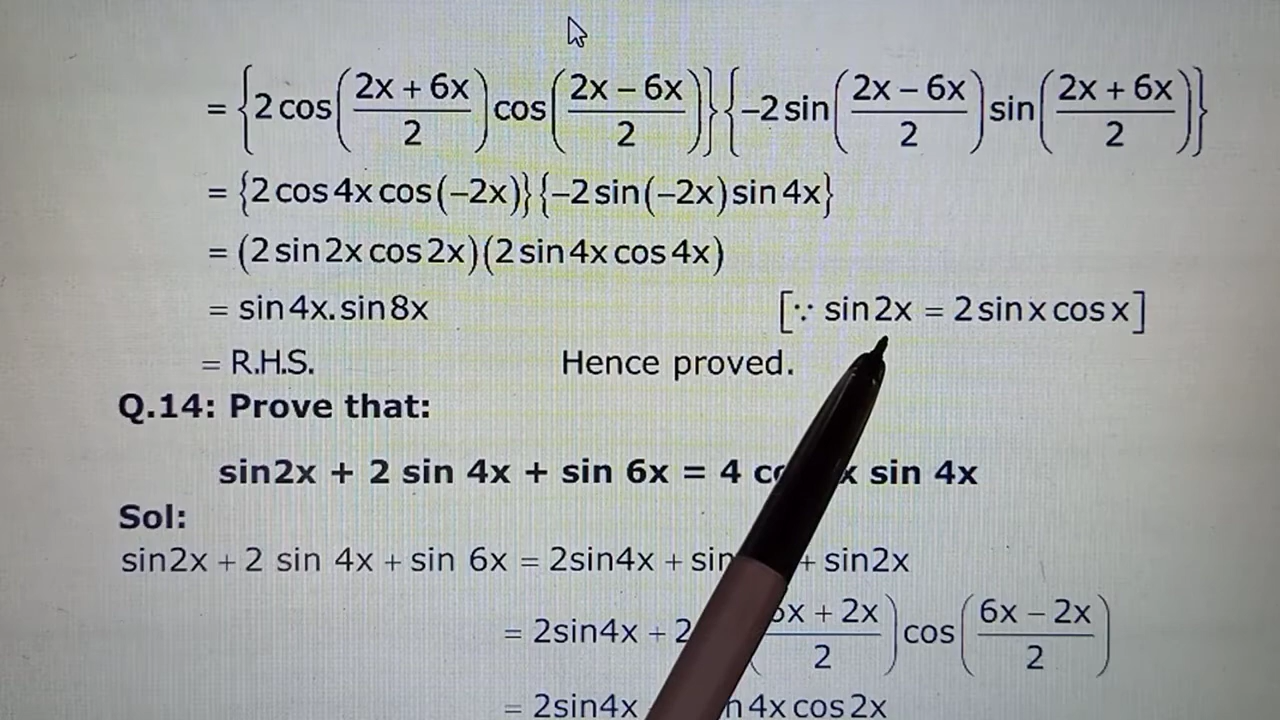 = {2 cos((2x + 6x)/2) cos((2x − 6x)/2)} {−2 sin((2x − 6x)/2) sin((2x + 6x)/2)}
= {2 cos 4x cos(−2x)} {−2 sin(−2x) sin 4x}
= (2 sin 2x cos 2x)(2 sin 4x cos 4x)
= sin 4x. sin 8x [∵ sin 2x = 2 sin x cos x]
= R.H.S. Hence proved.
Q.14: Prove that:
sin2x + 2 sin 4x + sin 6x = 4 x sin 4x
Sol:
sin2x + 2 sin 4x + sin 6x = 2sin4x + + sin2x
= 2sin4x + 2 x + 2x)/2) cos((6x − 2x)/2)
= 2sin4x 4x cos 2x